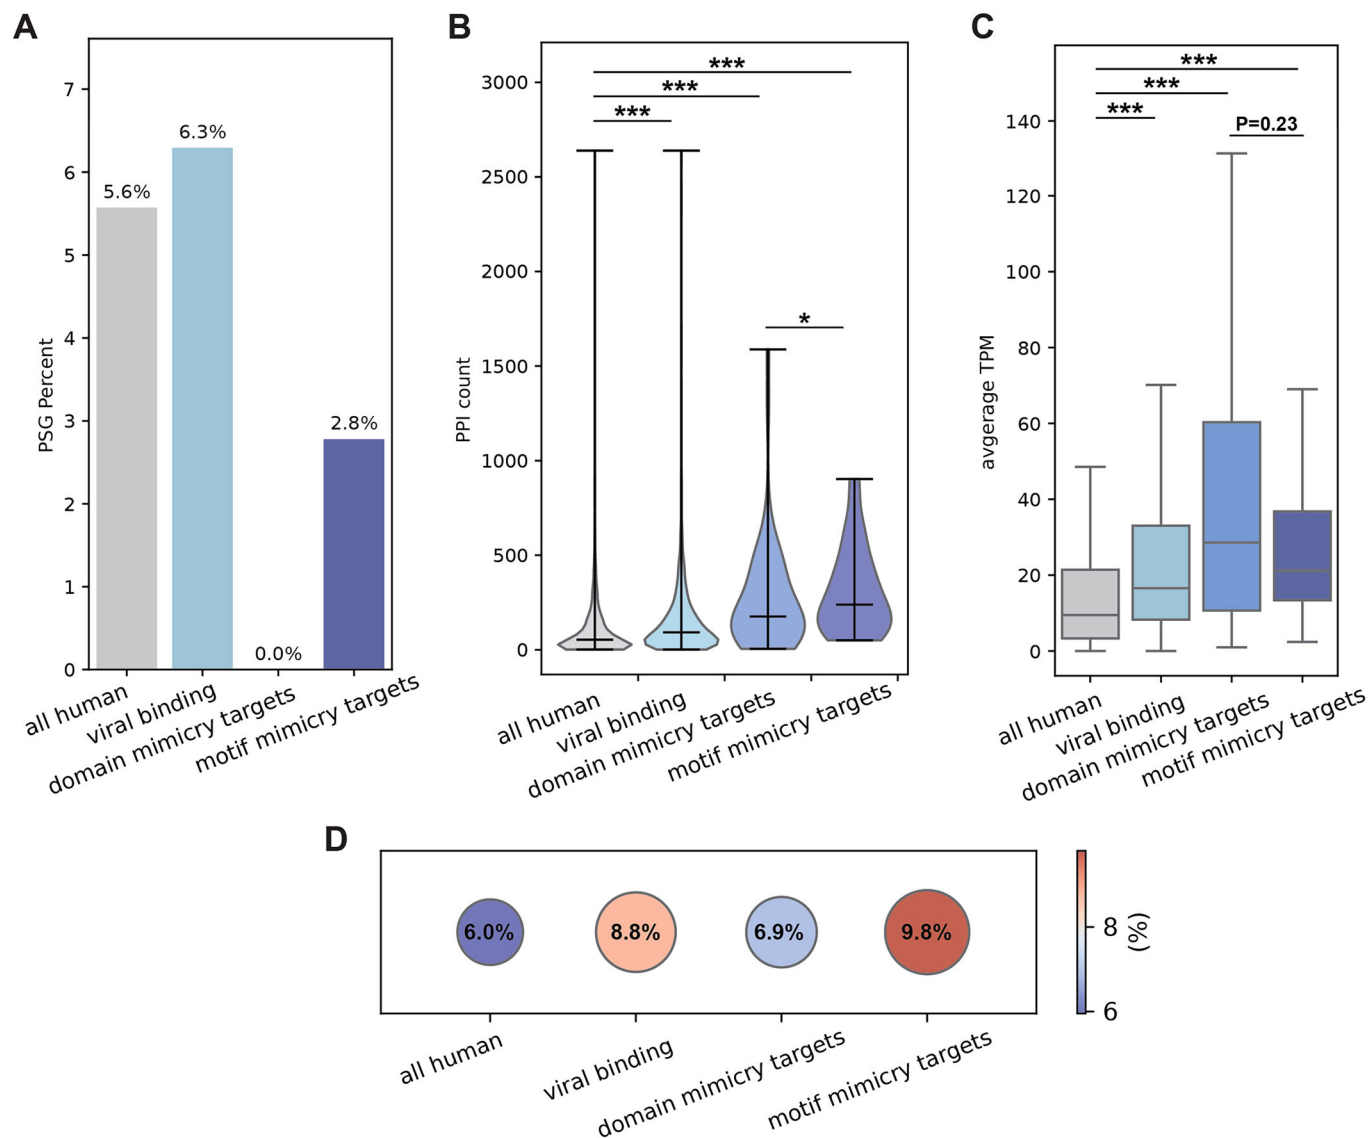 A
PSG Percent
7
6
5
4
3
2
1
0
5.6%
6.3%
0.0%
2.8%
all human
viral binding
domain mimicry targets
motif mimicry targets
B
PPI count
3000
2500
2000
1500
1000
500
0
***
***
***
*
all human
viral binding
domain mimicry targets
motif mimicry targets
C
avgerage TPM
140
120
100
80
60
40
20
0
***
***
***
P=0.23
all human
viral binding
domain mimicry targets
motif mimicry targets
D
6.0%
8.8%
6.9%
9.8%
all human
viral binding
domain mimicry targets
motif mimicry targets
8
6
(%)